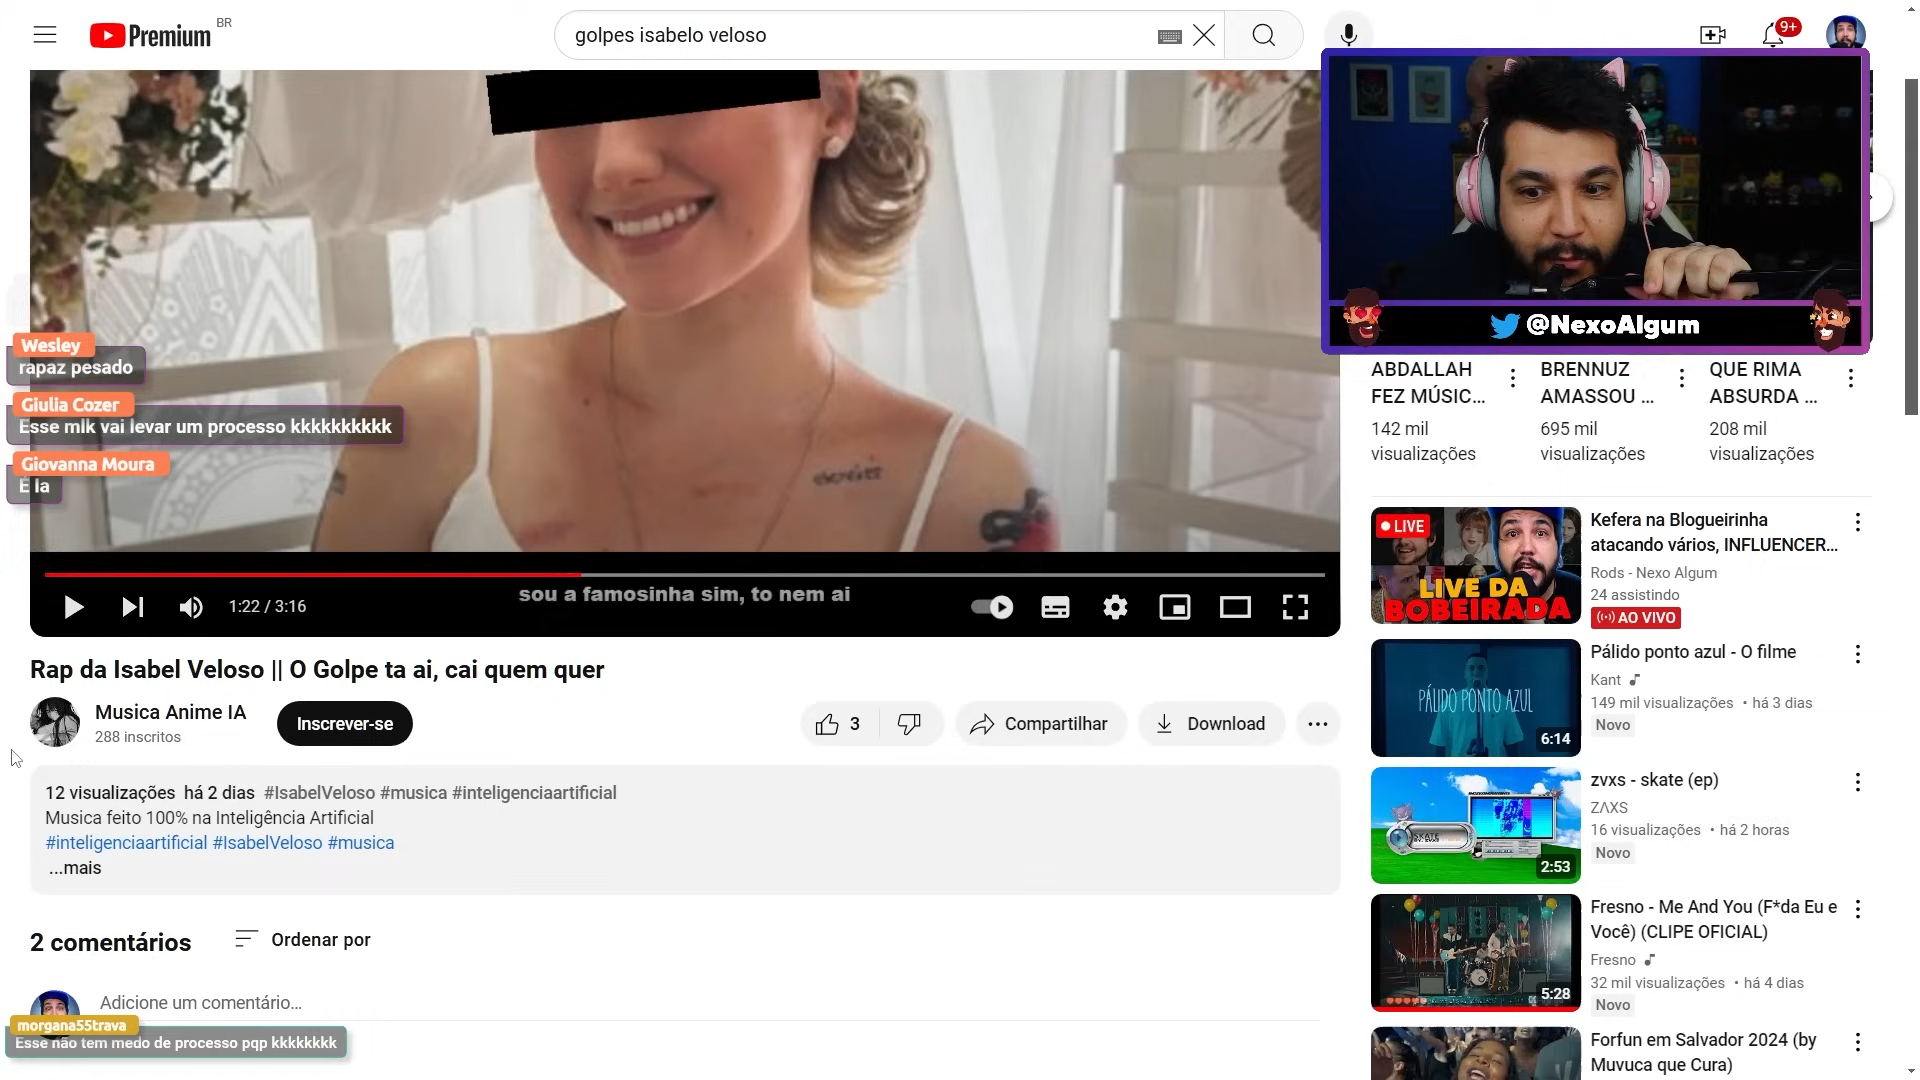 Premium
BR
golpes isabelo veloso
9+
@NexoAlgum
Wesley
rapaz pesado
Giulia Cozer
Esse mlk vai levar um processo kkkkkkkkkk
Giovanna Moura
É la
sou a famosinha sim, to nem ai
1:22 / 3:16
Rap da Isabel Veloso || O Golpe ta ai, cai quem quer
Musica Anime IA
288 inscritos
Inscrever-se
3
Compartilhar
Download
12 visualizações há 2 dias #IsabelVeloso #musica #inteligenciaartificial
Musica feito 100% na Inteligência Artificial
#inteligenciaartificial #IsabelVeloso #musica
...mais
2 comentários
Ordenar por
Adicione um comentário...
morgana55trava
Esse não tem medo de processo pqp kkkkkkkk
ABDALLAH
FEZ MÚSIC...
142 mil
visualizações
BRENNUZ
AMASSOU ...
695 mil
visualizações
QUE RIMA
ABSURDA ...
208 mil
visualizações
LIVE
LIVE DA
BOBEIRADA
Kefera na Blogueirinha
atacando vários, INFLUENCER...
Rods - Nexo Algum
24 assistindo
AO VIVO
PÁLIDO PONTO AZUL
6:14
Pálido ponto azul - O filme
Kant
149 mil visualizações • há 3 dias
Novo
SKATE
2:53
zvxs - skate (ep)
ZΛXS
16 visualizações • há 2 horas
Novo
5:28
Fresno - Me And You (F*da Eu e
Você) (CLIPE OFICIAL)
Fresno
32 mil visualizações • há 4 dias
Novo
Forfun em Salvador 2024 (by
Muvuca que Cura)